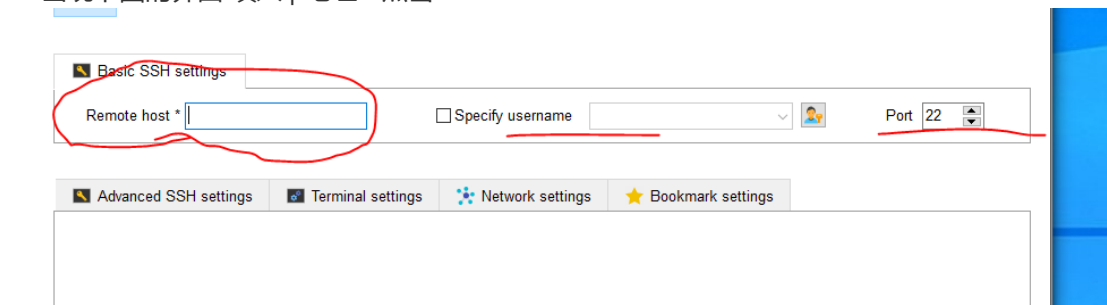 Basic SSH settings
Remote host * Specify username Port 22
Advanced SSH settings Terminal settings Network settings Bookmark settings